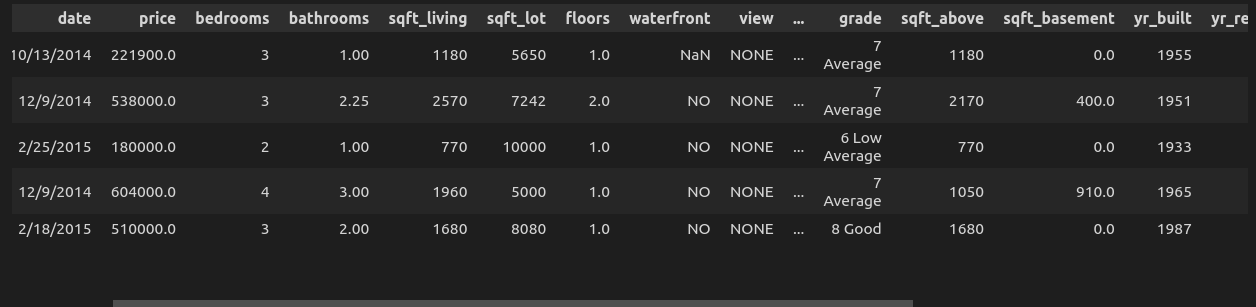 date price bedrooms bathrooms sqft_living sqft_lot floors waterfront view ... grade sqft_above sqft_basement yr_built yr_re
10/13/2014 221900.0 3 1.00 1180 5650 1.0 NaN NONE ... 7 Average 1180 0.0 1955
12/9/2014 538000.0 3 2.25 2570 7242 2.0 NO NONE ... 7 Average 2170 400.0 1951
2/25/2015 180000.0 2 1.00 770 10000 1.0 NO NONE ... 6 Low Average 770 0.0 1933
12/9/2014 604000.0 4 3.00 1960 5000 1.0 NO NONE ... 7 Average 1050 910.0 1965
2/18/2015 510000.0 3 2.00 1680 8080 1.0 NO NONE ... 8 Good 1680 0.0 1987